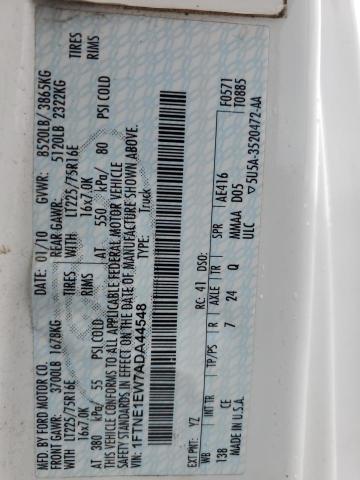 MFD. BY FORD MOTOR CO.
DATE: 01/10 GVWR: 8520LB/ 3865KG
FRONT GAWR: 3700LB 1678KG REAR GAWR: 5120LB 2322KG
LT225/75R16E WITH LT225/75R16E TIRES
16x7.0K 16x7.0K RIMS
AT 380 kPa/ 55 PSI COLD AT 550 kPa/ 80 PSI COLD
THIS VEHICLE CONFORMS TO ALL APPLICABLE FEDERAL MOTOR VEHICLE
SAFETY STANDARDS IN EFFECT ON THE DATE OF MANUFACTURE SHOWN ABOVE.
VIN: 1FTNE1EW7ADA44548
TYPE: Truck
F0571
T0885
EXT PNT: YZ RC: 41 DSO:
WB INT TR TP/PS R AXLE TR SPR AE416
138 CE 7 24 Q MMAA DO5
MADE IN U.S.A. ULC ▽5U5A-3520472-AA